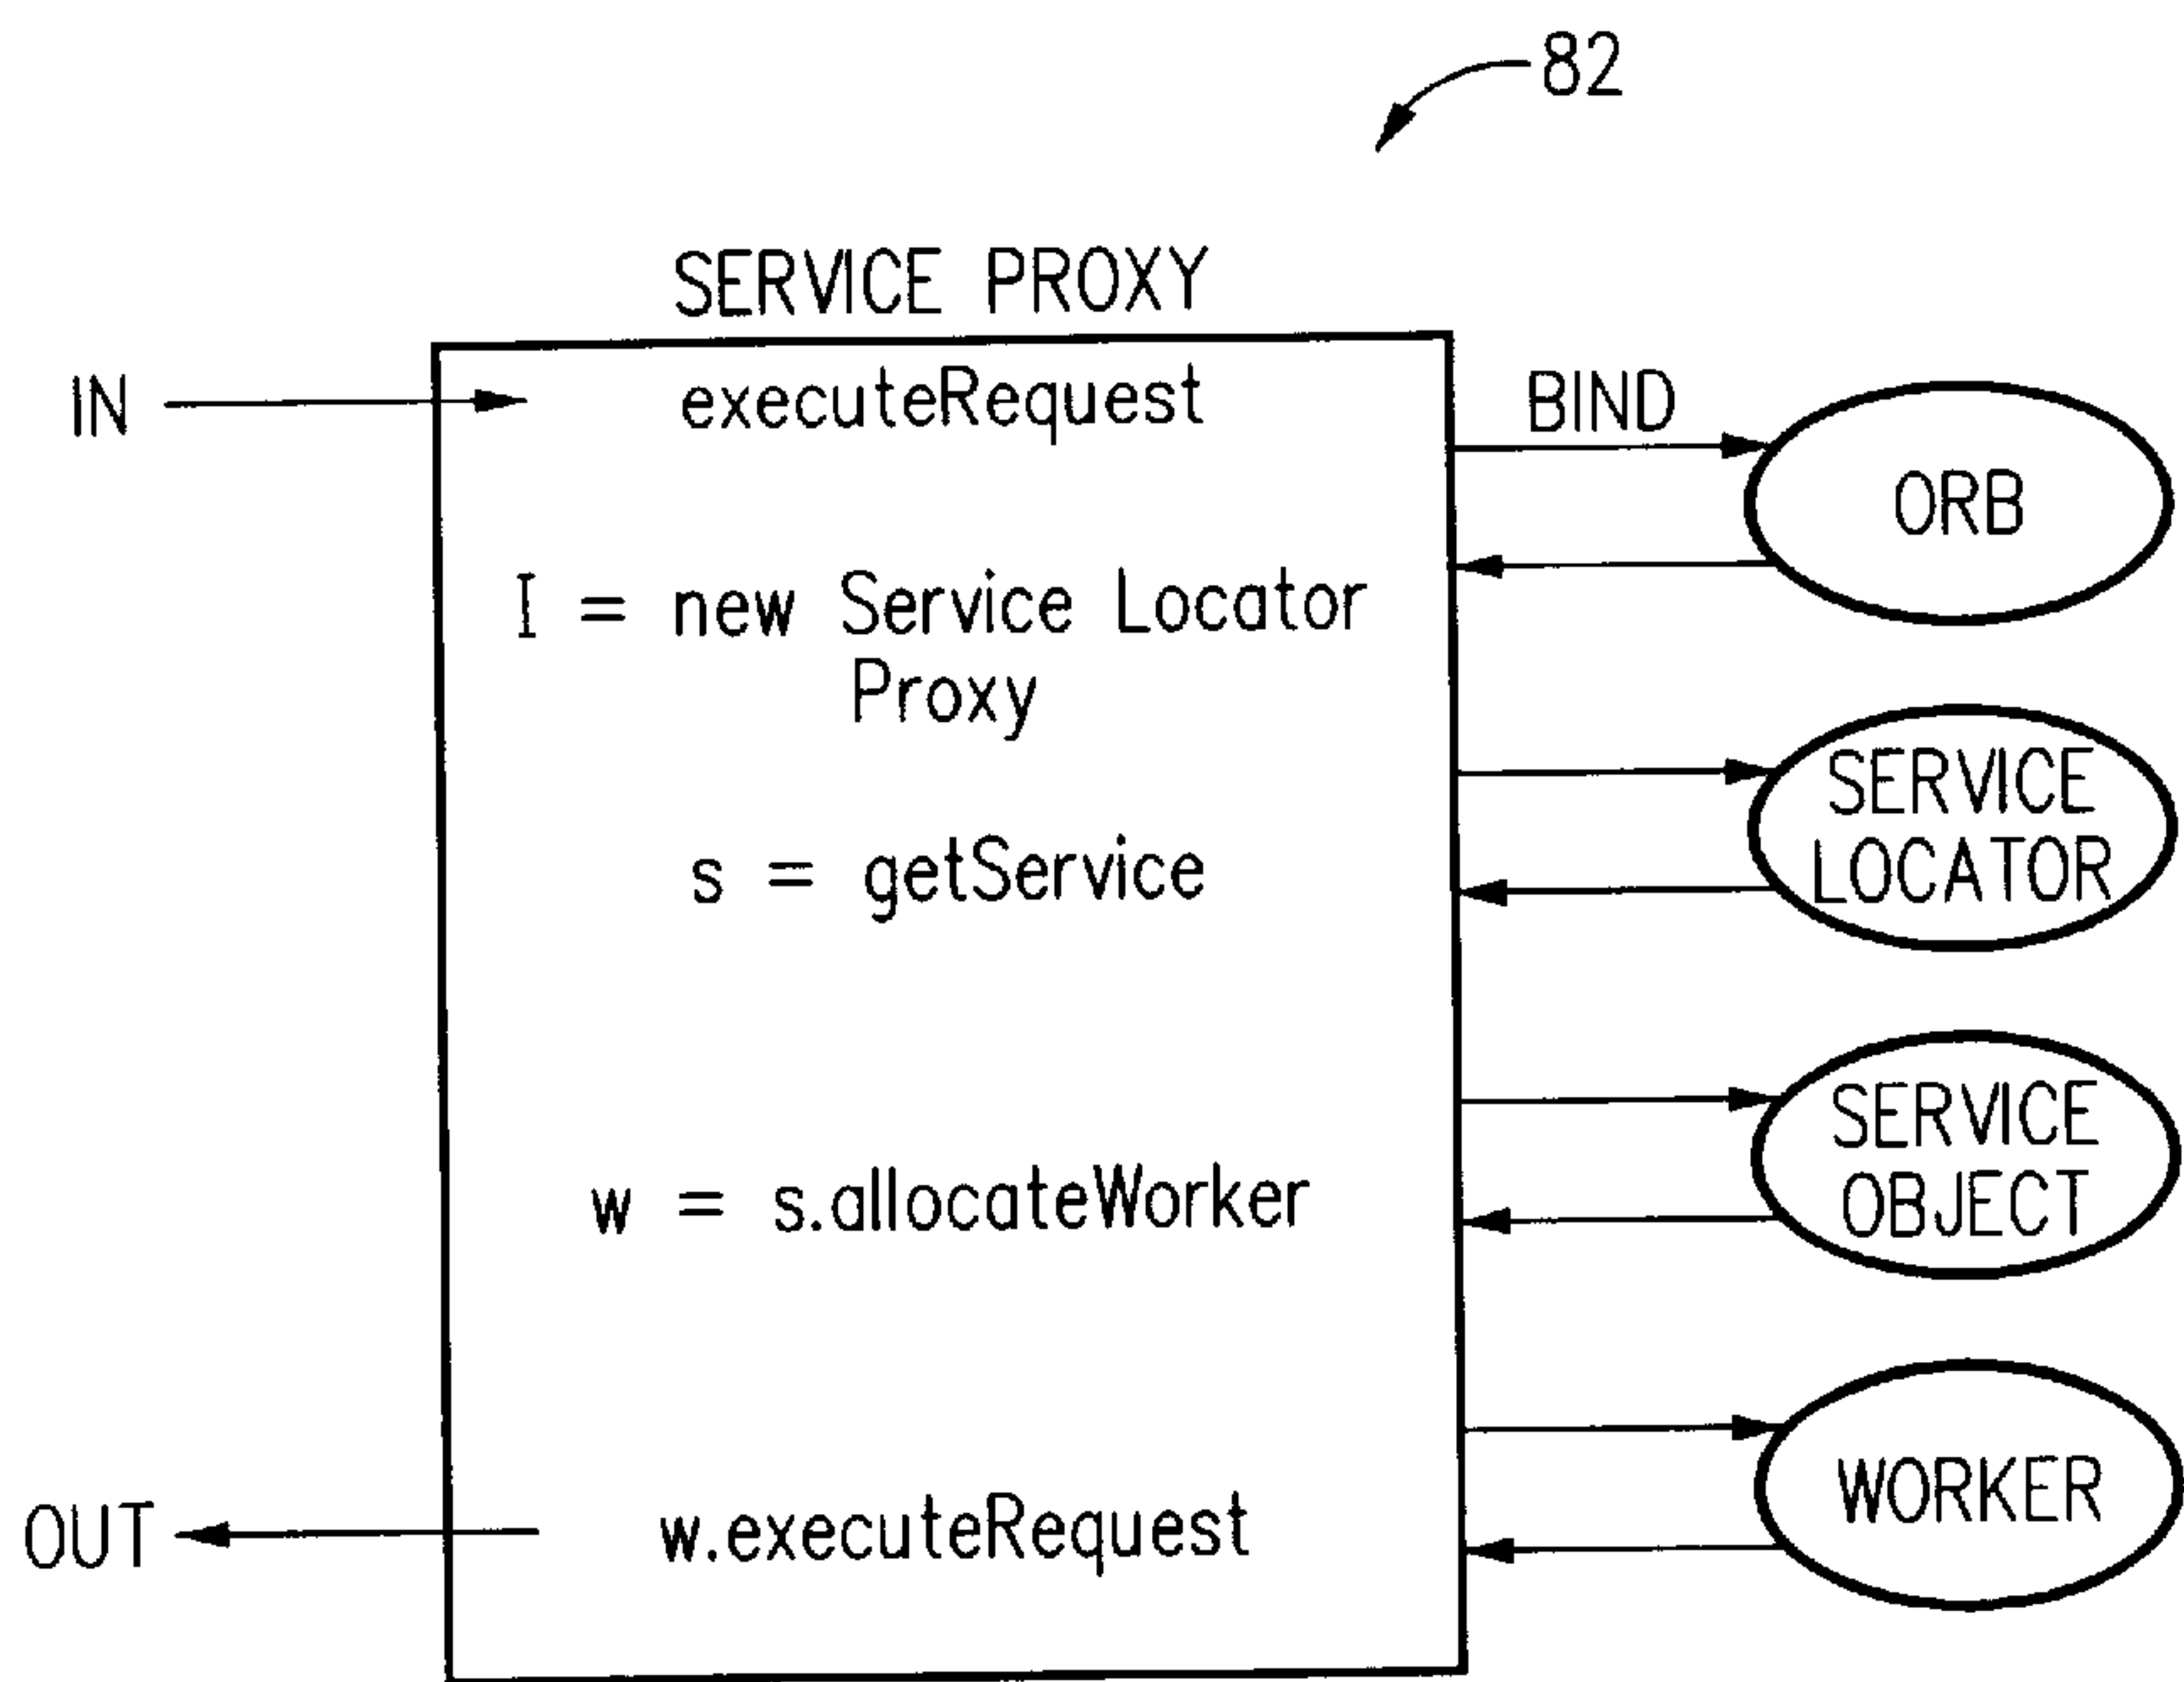 82
SERVICE PROXY
IN
executeRequest
BIND
ORB
I = new Service Locator
Proxy
SERVICE
LOCATOR
s = getService
SERVICE
OBJECT
w = s.allocateWorker
WORKER
OUT
w.executeRequest